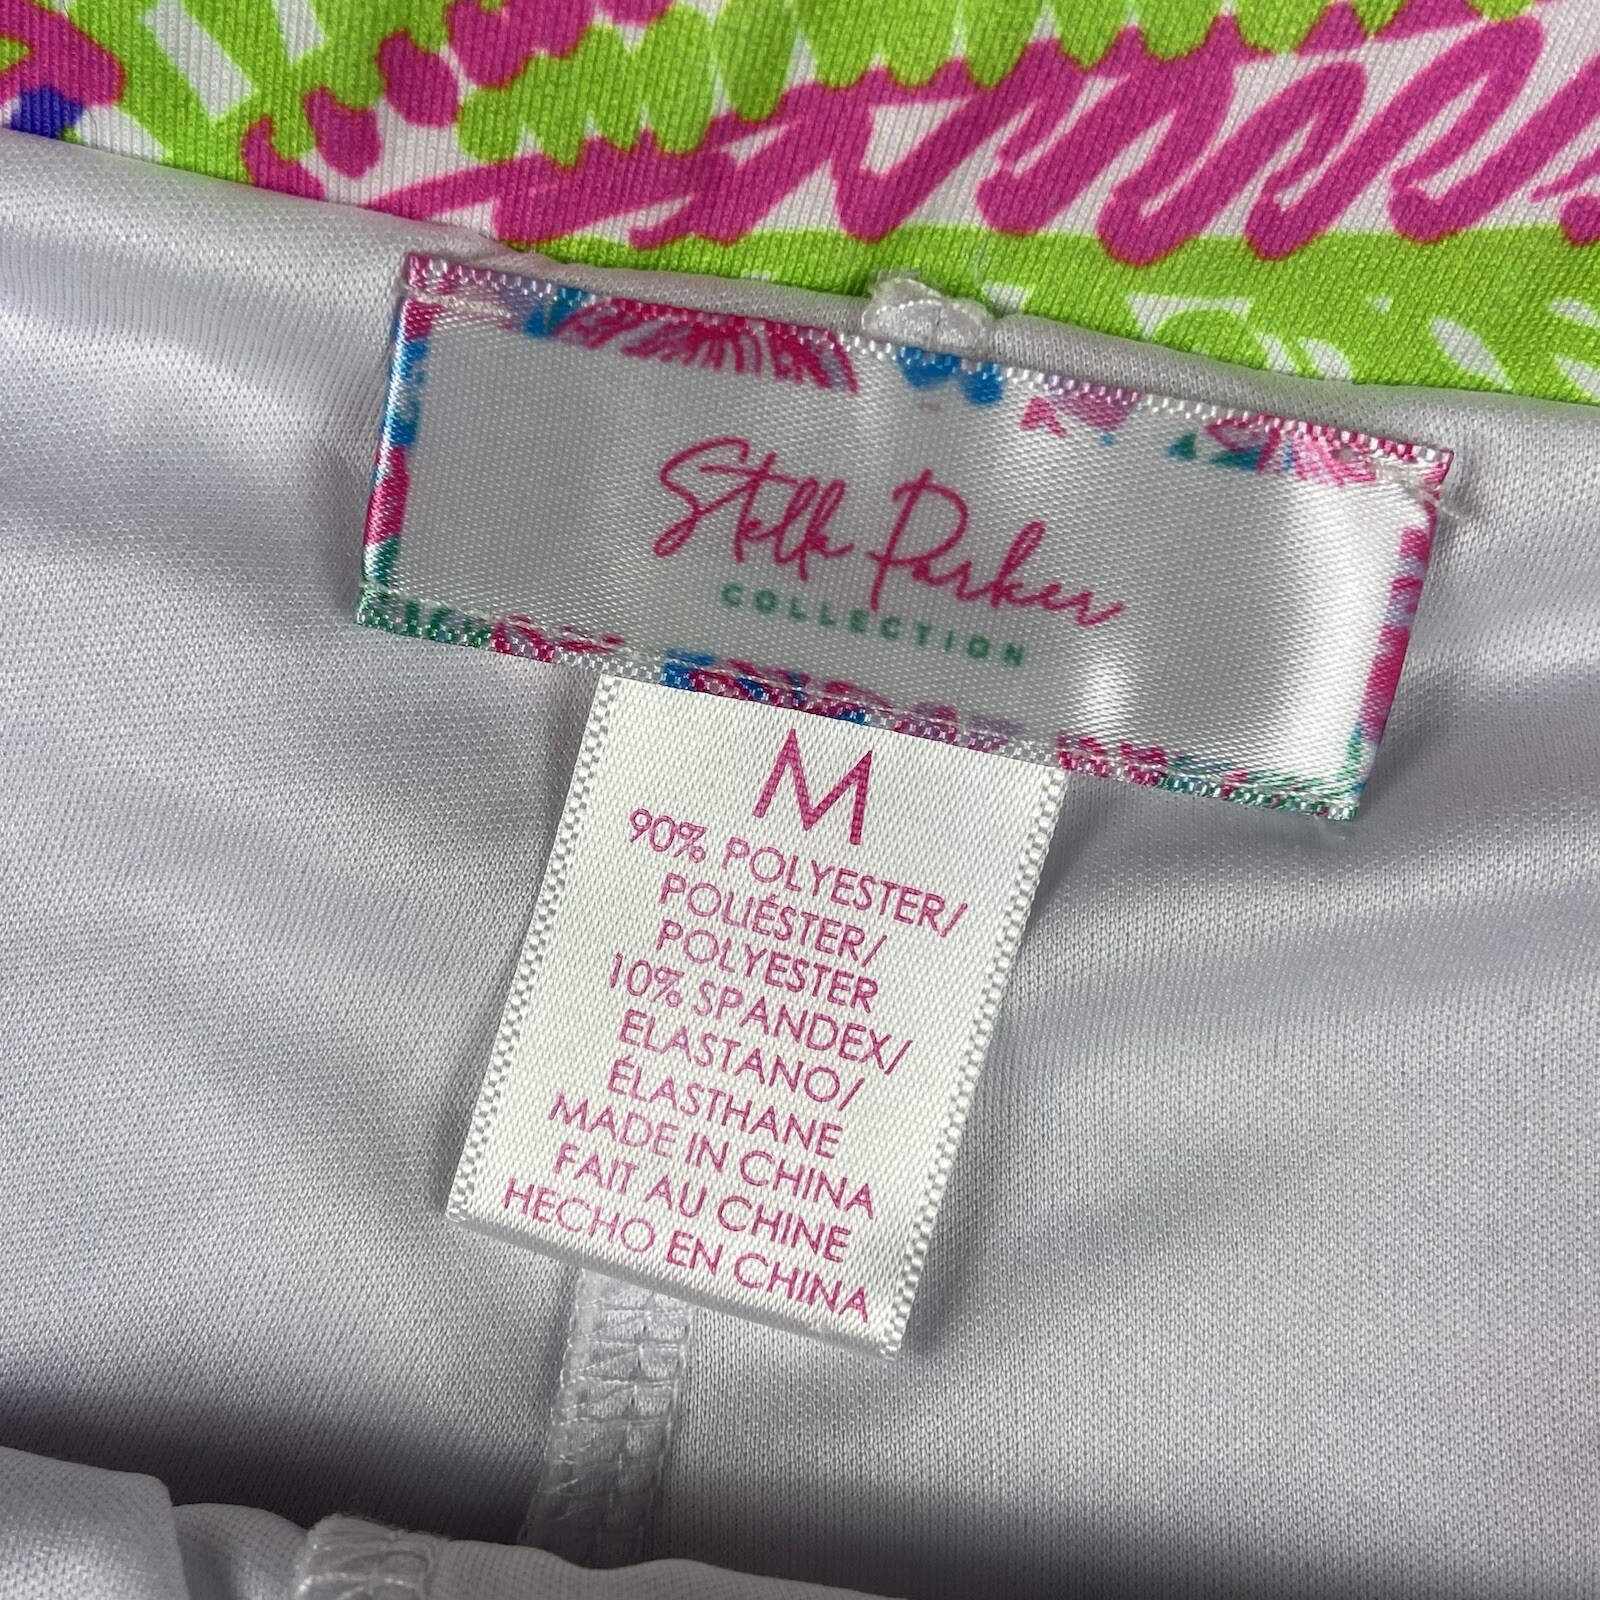 Stella Parker
COLLECTION
M
90% POLYESTER/
POLIÉSTER/
POLYESTER
10% SPANDEX/
ELASTANO/
ÉLASTHANE
MADE IN CHINA
FAIT AU CHINE
HECHO EN CHINA